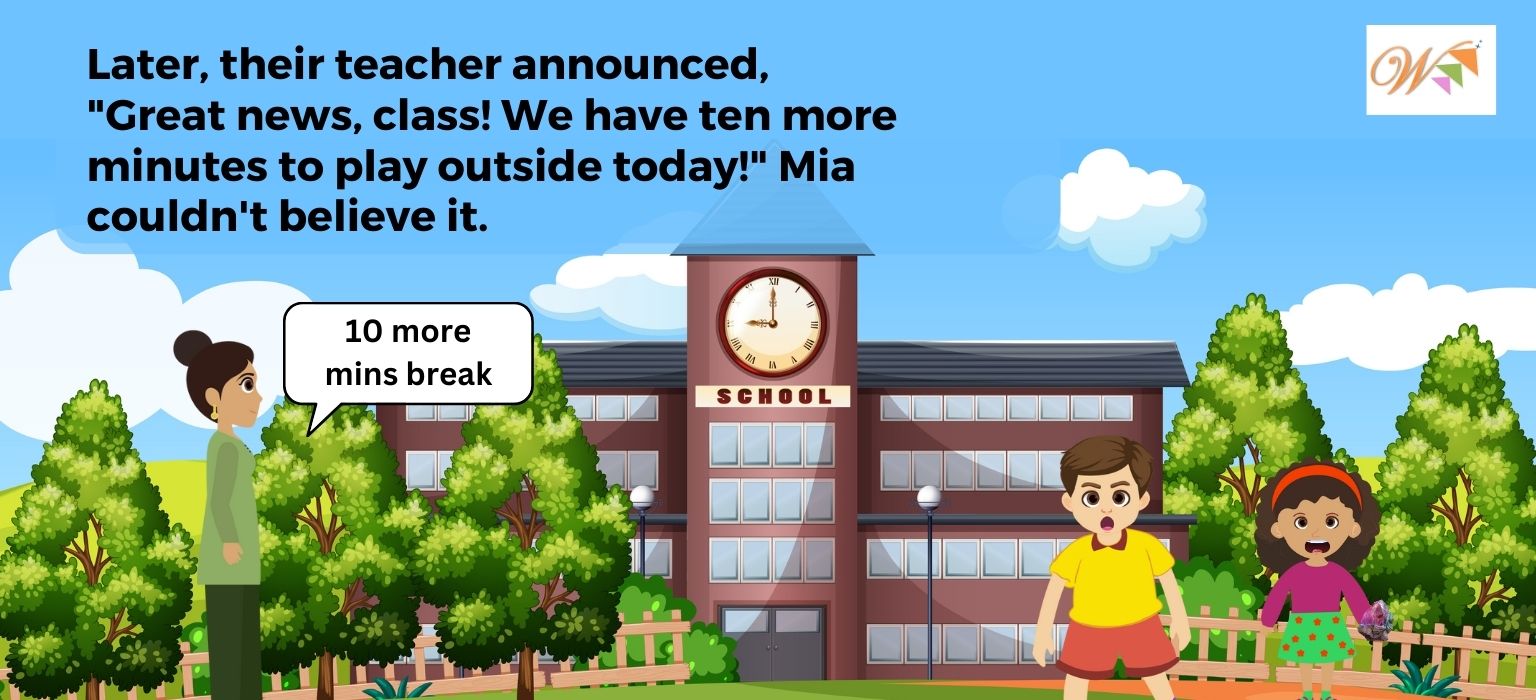 Later, their teacher announced,
"Great news, class! We have ten more
minutes to play outside today!" Mia
couldn't believe it.
W
10 more
mins break
XII
SCHOOL